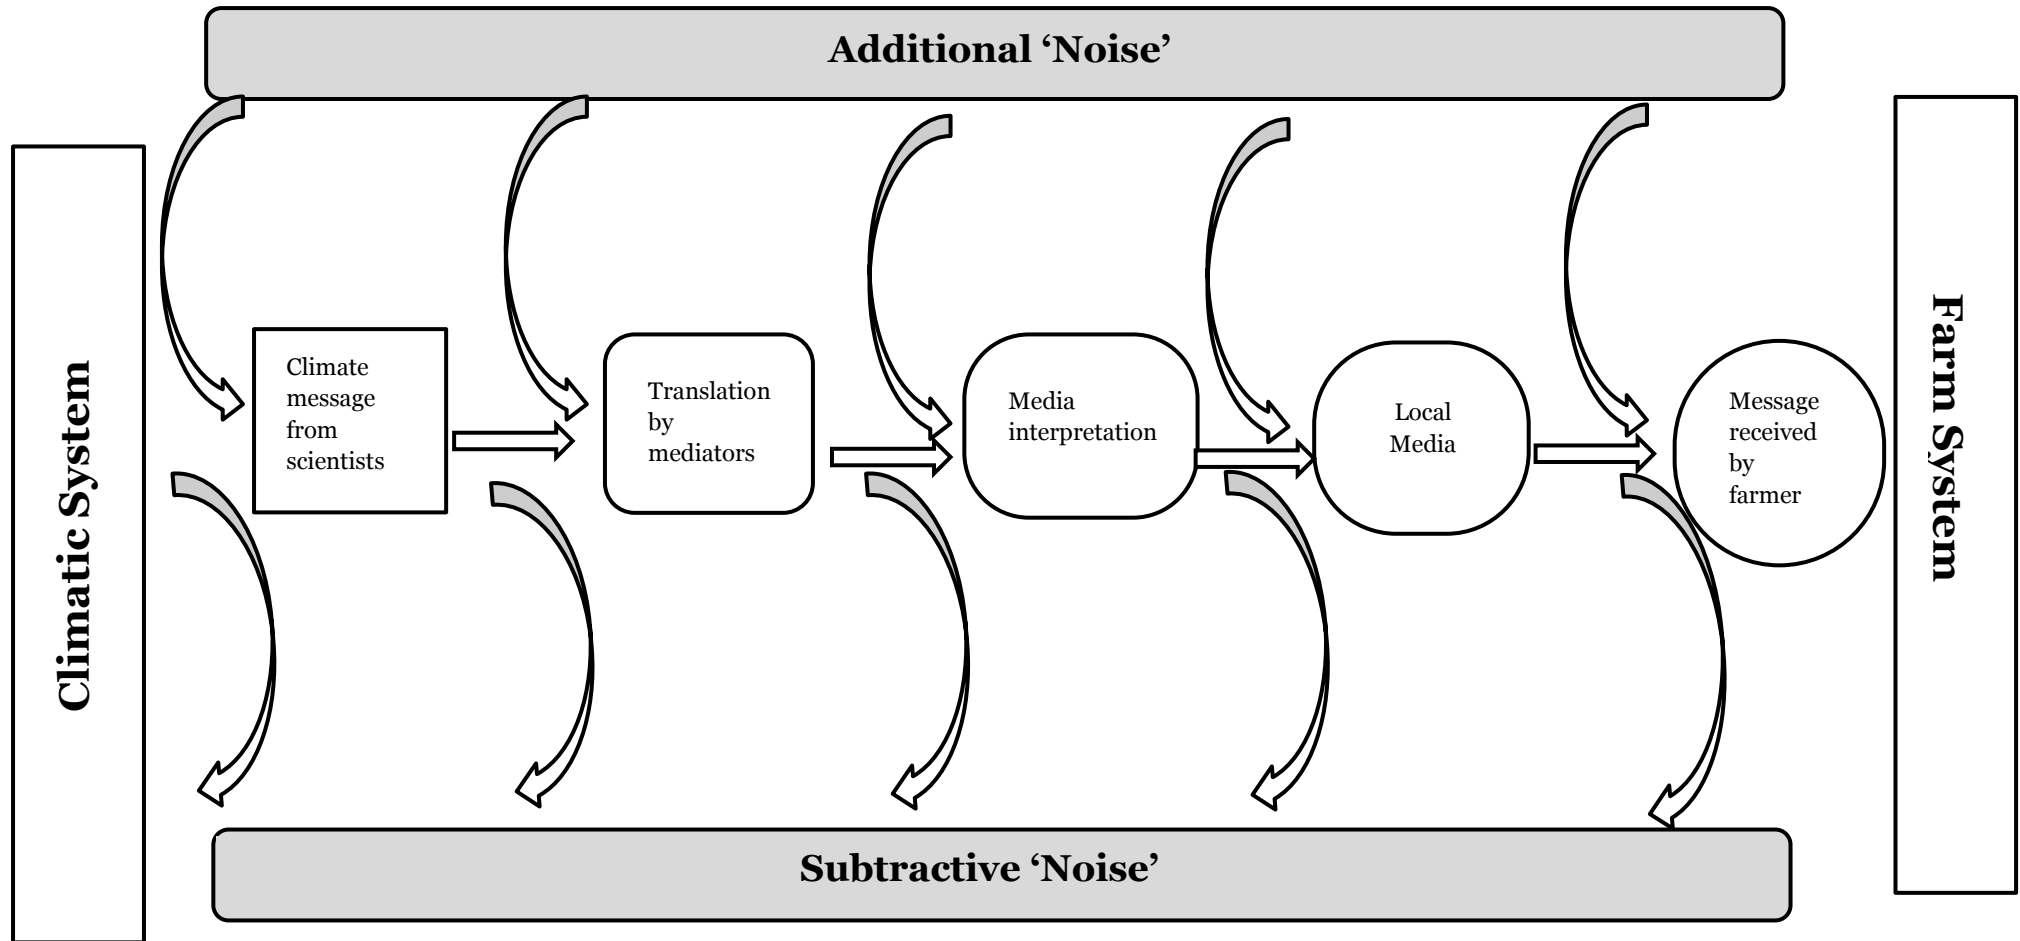 Additional ‘Noise’
Climatic System
Climate
message
from
scientists
Translation
by
mediators
Media
interpretation
Local
Media
Message
received
by
farmer
Farm System
Subtractive ‘Noise’